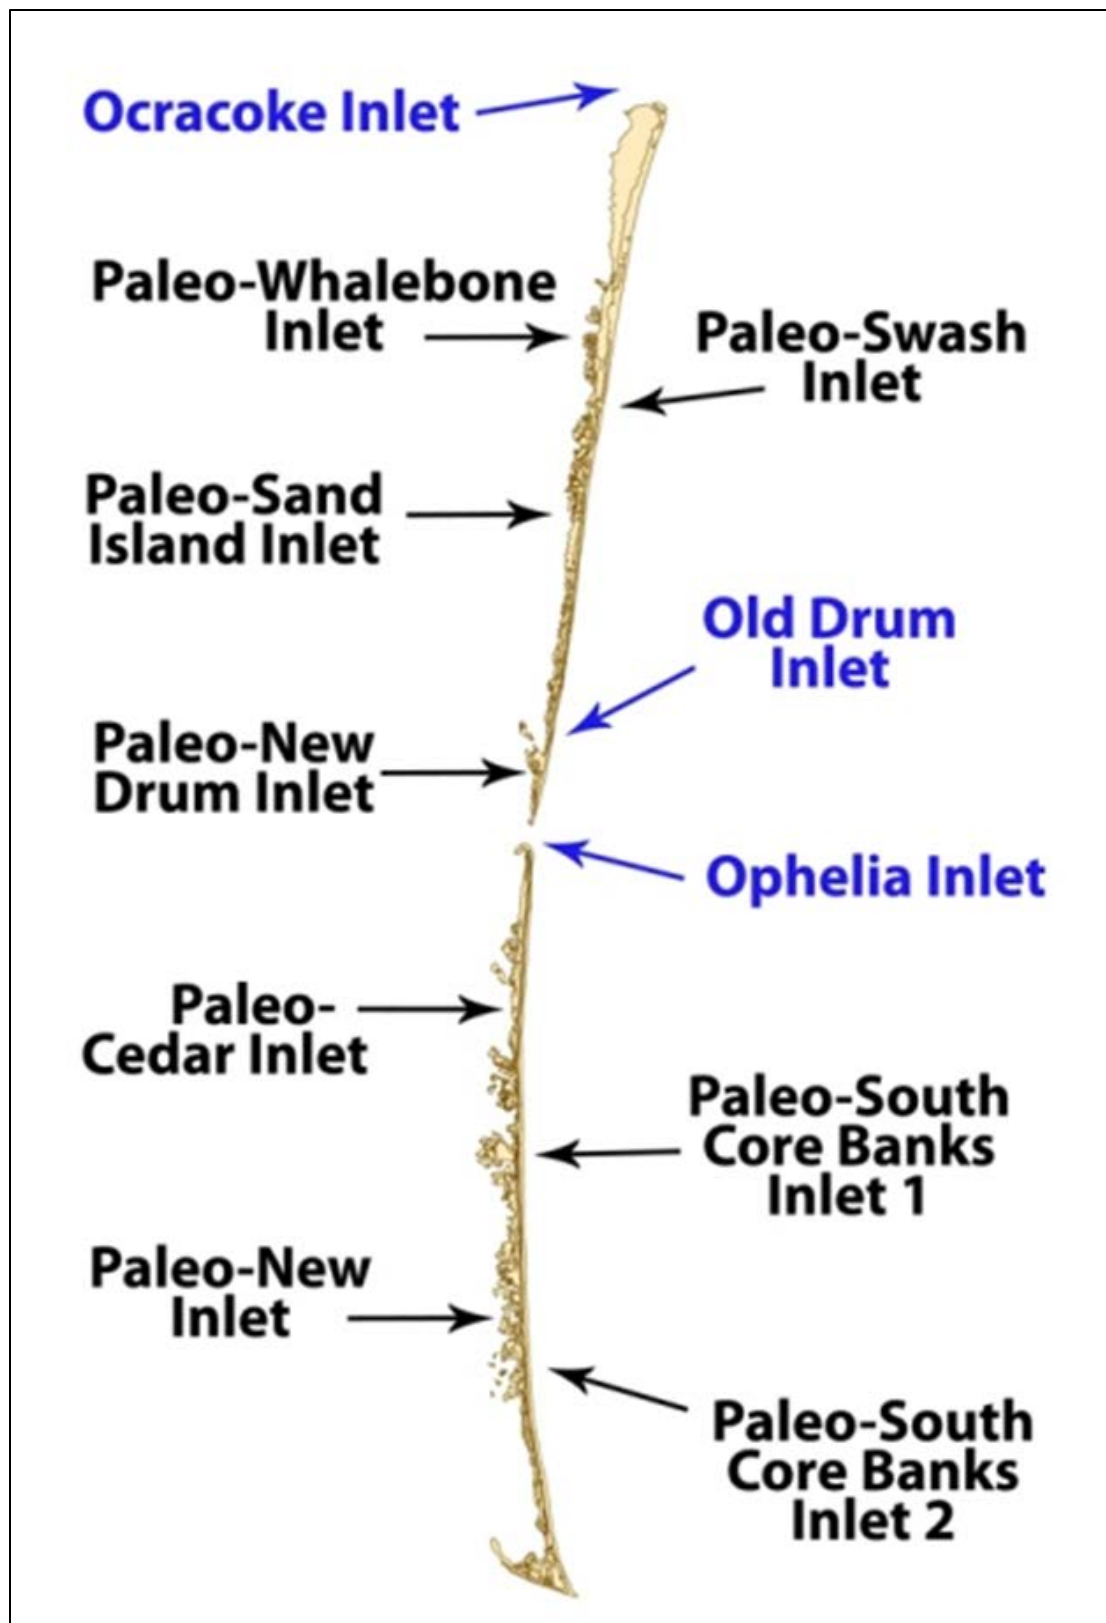 Ocracoke Inlet
Paleo-Whalebone
Inlet
Paleo-Swash
Inlet
Paleo-Sand
Island Inlet
Old Drum
Inlet
Paleo-New
Drum Inlet
Ophelia Inlet
Paleo-
Cedar Inlet
Paleo-South
Core Banks
Inlet 1
Paleo-New
Inlet
Paleo-South
Core Banks
Inlet 2